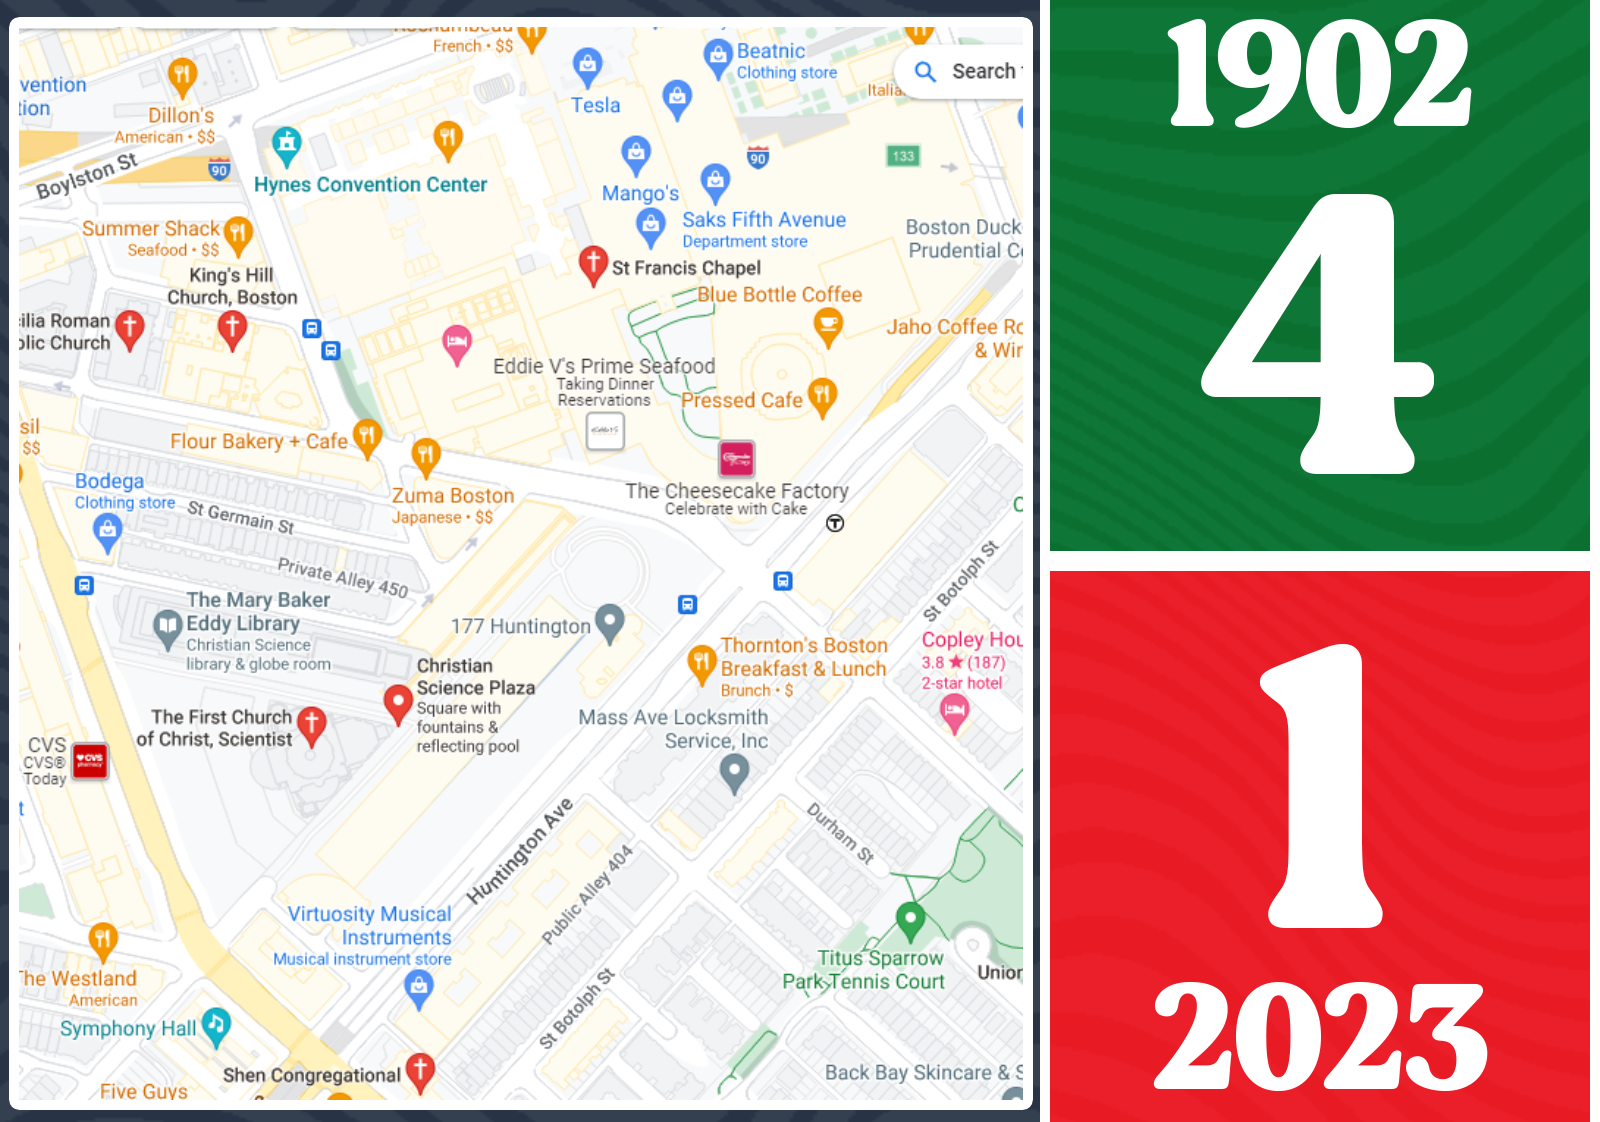 French • $$
Beatnic
Clothing store
Search
Tesla
vention
tion
Dillon's
American • $$
Boylston St
90
Hynes Convention Center
90
133
Mango's
Saks Fifth Avenue
Department store
Boston Duck
Prudential C
Summer Shack
Seafood • $$
King's Hill
Church, Boston
St Francis Chapel
Blue Bottle Coffee
ilia Roman
olic Church
Jaho Coffee Ro
& Win
Eddie V's Prime Seafood
Taking Dinner
Reservations
Pressed Cafe
sil
$$
Flour Bakery + Cafe
Bodega
Clothing store
St Germain St
Zuma Boston
Japanese • $$
The Cheesecake Factory
Celebrate with Cake
T
Private Alley 450
St Botolph St
The Mary Baker
Eddy Library
Christian Science
library & globe room
177 Huntington
Thornton's Boston
Breakfast & Lunch
Brunch • $
Copley Hou
3.8 ★ (187)
2-star hotel
Christian
Science Plaza
Square with
fountains &
reflecting pool
The First Church
of Christ, Scientist
Mass Ave Locksmith
Service, Inc
CVS
CVS®
Today
CVS
pharmacy
Huntington Ave
Durham St
Public Alley 404
Virtuosity Musical
Instruments
Musical instrument store
Titus Sparrow
Park Tennis Court
Union
The Westland
American
St Botolph St
Symphony Hall
Shen Congregational
Back Bay Skincare & S
Five Guys
1902
4
1
2023